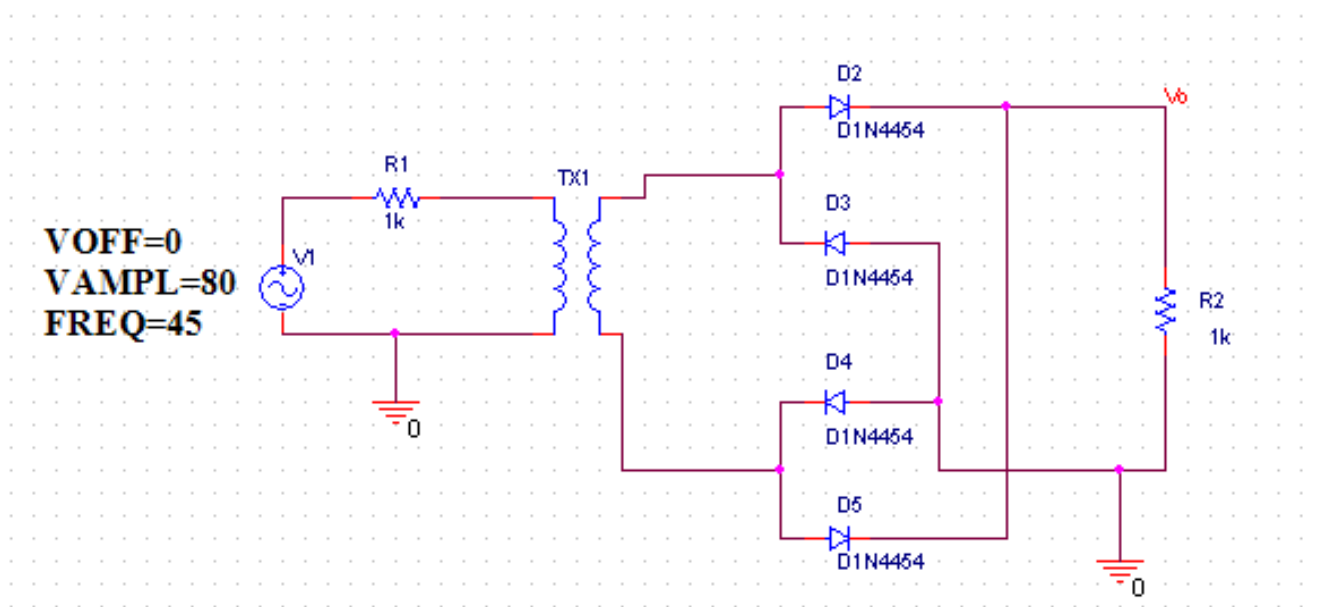 D2
D1N4454
Vo
R1
1k
TX1
D3
D1N4454
VOFF=0
VAMPL=80
FREQ=45
V1
R2
1k
D4
D1N4454
0
D5
D1N4454
0